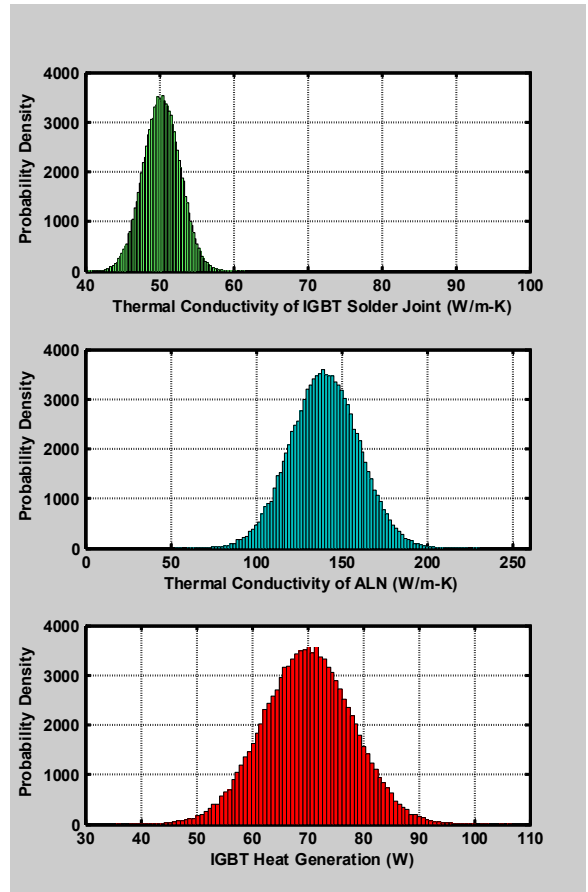 4000
3000
2000
1000
0
Probability Density
40 50 60 70 80 90 100
Thermal Conductivity of IGBT Solder Joint (W/m-K)
4000
3000
2000
1000
0
Probability Density
0 50 100 150 200 250
Thermal Conductivity of ALN (W/m-K)
4000
3000
2000
1000
0
Probability Density
30 40 50 60 70 80 90 100 110
IGBT Heat Generation (W)